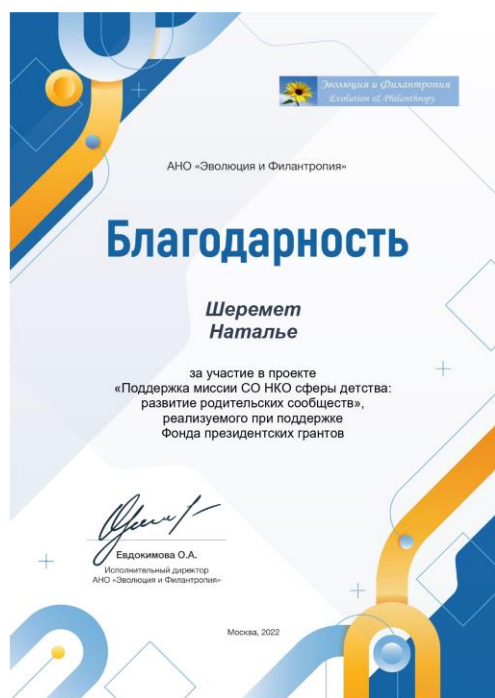 Эволюция и Филантропия
Evolution & Philanthropy
АНО «Эволюция и Филантропия»
Благодарность
Шеремет
Наталье
за участие в проекте
«Поддержка миссии СО НКО сферы детства:
развитие родительских сообществ»,
реализуемого при поддержке
Фонда президентских грантов
Евдокимова О.А.
Исполнительный директор
АНО «Эволюция и Филантропия»
Москва, 2022